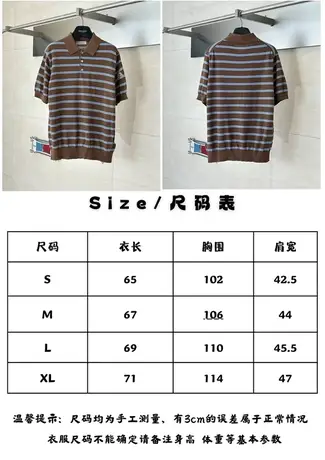 Size/尺码表
尺码 衣长 胸围 肩宽
S 65 102 42.5
M 67 106 44
L 69 110 45.5
XL 71 114 47
温馨提示：尺码均为手工测量、有3cm的误差属于正常情况
衣服尺码不能确定请备注身高 体重等基本参数